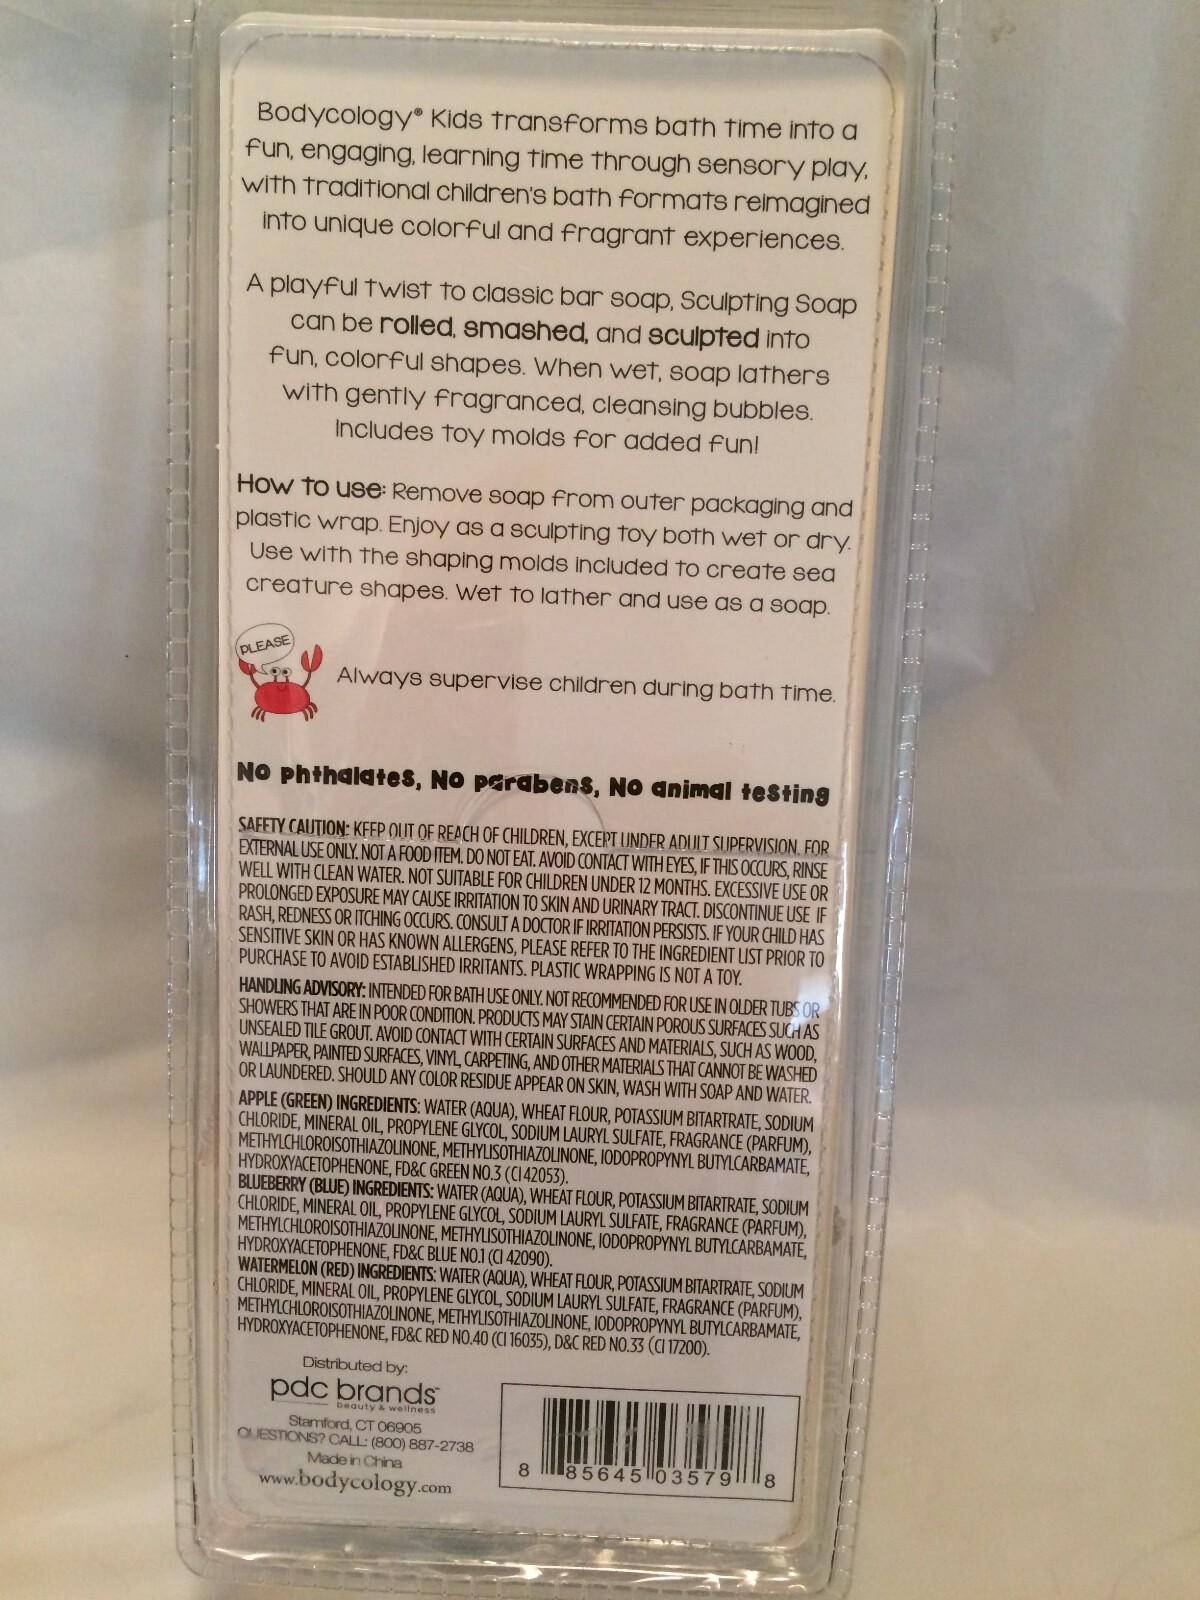 Bodycology® Kids transforms bath time into a
fun, engaging, learning time through sensory play,
with traditional children's bath formats reimagined
into unique colorful and fragrant experiences.
A playful twist to classic bar soap, Sculpting Soap
can be rolled, smashed, and sculpted into
fun, colorful shapes. When wet, soap lathers
with gently fragranced, cleansing bubbles.
Includes toy molds for added fun!
How to use: Remove soap from outer packaging and
plastic wrap. Enjoy as a sculpting toy both wet or dry.
Use with the shaping molds included to create sea
creature shapes. Wet to lather and use as a soap.
PLEASE
Always supervise children during bath time.
No phthalates, No parabens, No animal testing
SAFETY CAUTION: KEEP OUT OF REACH OF CHILDREN, EXCEPT UNDER ADULT SUPERVISION. FOR
EXTERNAL USE ONLY. NOT A FOOD ITEM. DO NOT EAT. AVOID CONTACT WITH EYES, IF THIS OCCURS, RINSE
WELL WITH CLEAN WATER. NOT SUITABLE FOR CHILDREN UNDER 12 MONTHS. EXCESSIVE USE OR
PROLONGED EXPOSURE MAY CAUSE IRRITATION TO SKIN AND URINARY TRACT. DISCONTINUE USE IF
RASH, REDNESS OR ITCHING OCCURS. CONSULT A DOCTOR IF IRRITATION PERSISTS. IF YOUR CHILD HAS
SENSITIVE SKIN OR HAS KNOWN ALLERGENS, PLEASE REFER TO THE INGREDIENT LIST PRIOR TO
PURCHASE TO AVOID ESTABLISHED IRRITANTS. PLASTIC WRAPPING IS NOT A TOY.
HANDLING ADVISORY: INTENDED FOR BATH USE ONLY. NOT RECOMMENDED FOR USE IN OLDER TUBS OR
SHOWERS THAT ARE IN POOR CONDITION. PRODUCTS MAY STAIN CERTAIN POROUS SURFACES SUCH AS
UNSEALED TILE GROUT. AVOID CONTACT WITH CERTAIN SURFACES AND MATERIALS, SUCH AS WOOD,
WALLPAPER, PAINTED SURFACES, VINYL, CARPETING, AND OTHER MATERIALS THAT CANNOT BE WASHED
OR LAUNDERED. SHOULD ANY COLOR RESIDUE APPEAR ON SKIN, WASH WITH SOAP AND WATER.
APPLE (GREEN) INGREDIENTS: WATER (AQUA), WHEAT FLOUR, POTASSIUM BITARTRATE, SODIUM
CHLORIDE, MINERAL OIL, PROPYLENE GLYCOL, SODIUM LAURYL SULFATE, FRAGRANCE (PARFUM),
METHYLCHLOROISOTHIAZOLINONE, METHYLISOTHIAZOLINONE, IODOPROPYNYL BUTYLCARBAMATE,
HYDROXYACETOPHENONE, FD&C GREEN NO.3 (CI 42053).
BLUEBERRY (BLUE) INGREDIENTS: WATER (AQUA), WHEAT FLOUR, POTASSIUM BITARTRATE, SODIUM
CHLORIDE, MINERAL OIL, PROPYLENE GLYCOL, SODIUM LAURYL SULFATE, FRAGRANCE (PARFUM),
METHYLCHLOROISOTHIAZOLINONE, METHYLISOTHIAZOLINONE, IODOPROPYNYL BUTYLCARBAMATE,
HYDROXYACETOPHENONE, FD&C BLUE NO.1 (CI 42090).
WATERMELON (RED) INGREDIENTS: WATER (AQUA), WHEAT FLOUR, POTASSIUM BITARTRATE, SODIUM
CHLORIDE, MINERAL OIL, PROPYLENE GLYCOL, SODIUM LAURYL SULFATE, FRAGRANCE (PARFUM),
METHYLCHLOROISOTHIAZOLINONE, METHYLISOTHIAZOLINONE, IODOPROPYNYL BUTYLCARBAMATE,
HYDROXYACETOPHENONE, FD&C RED NO.40 (CI 16035), D&C RED NO.33 (CI 17200).
Distributed by:
pdc brands
beauty & wellness
Stamford, CT 06905
QUESTIONS? CALL: (800) 887-2738
Made in China
www.bodycology.com
8 85645 03579 8